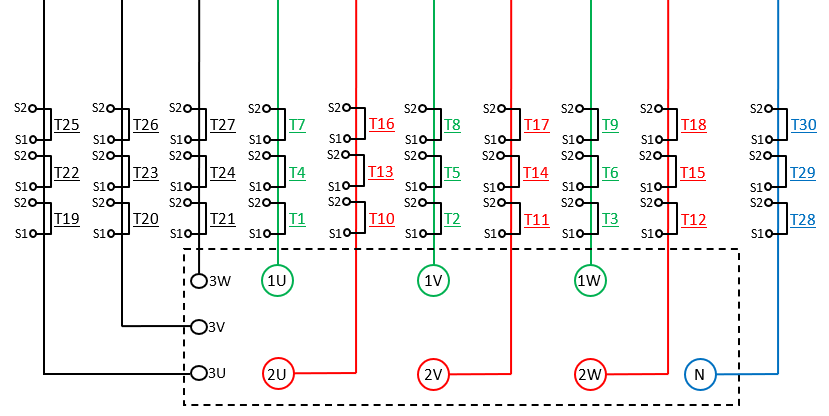 S2 S2 S2 S2 S2 S2 S2 S2 S2 S2
T25 T26 T27 T7 T16 T8 T17 T9 T18 T30
S1 S1 S1 S1 S1 S1 S1 S1 S1 S1
S2 S2 S2 S2 S2 S2 S2 S2 S2 S2
T22 T23 T24 T4 T13 T5 T14 T6 T15 T29
S1 S1 S1 S1 S1 S1 S1 S1 S1 S1
S2 S2 S2 S2 S2 S2 S2 S2 S2 S2
T19 T20 T21 T1 T10 T2 T11 T3 T12 T28
S1 S1 S1 S1 S1 S1 S1 S1 S1 S1
3W 1U 1V 1W
3V
3U 2U 2V 2W N